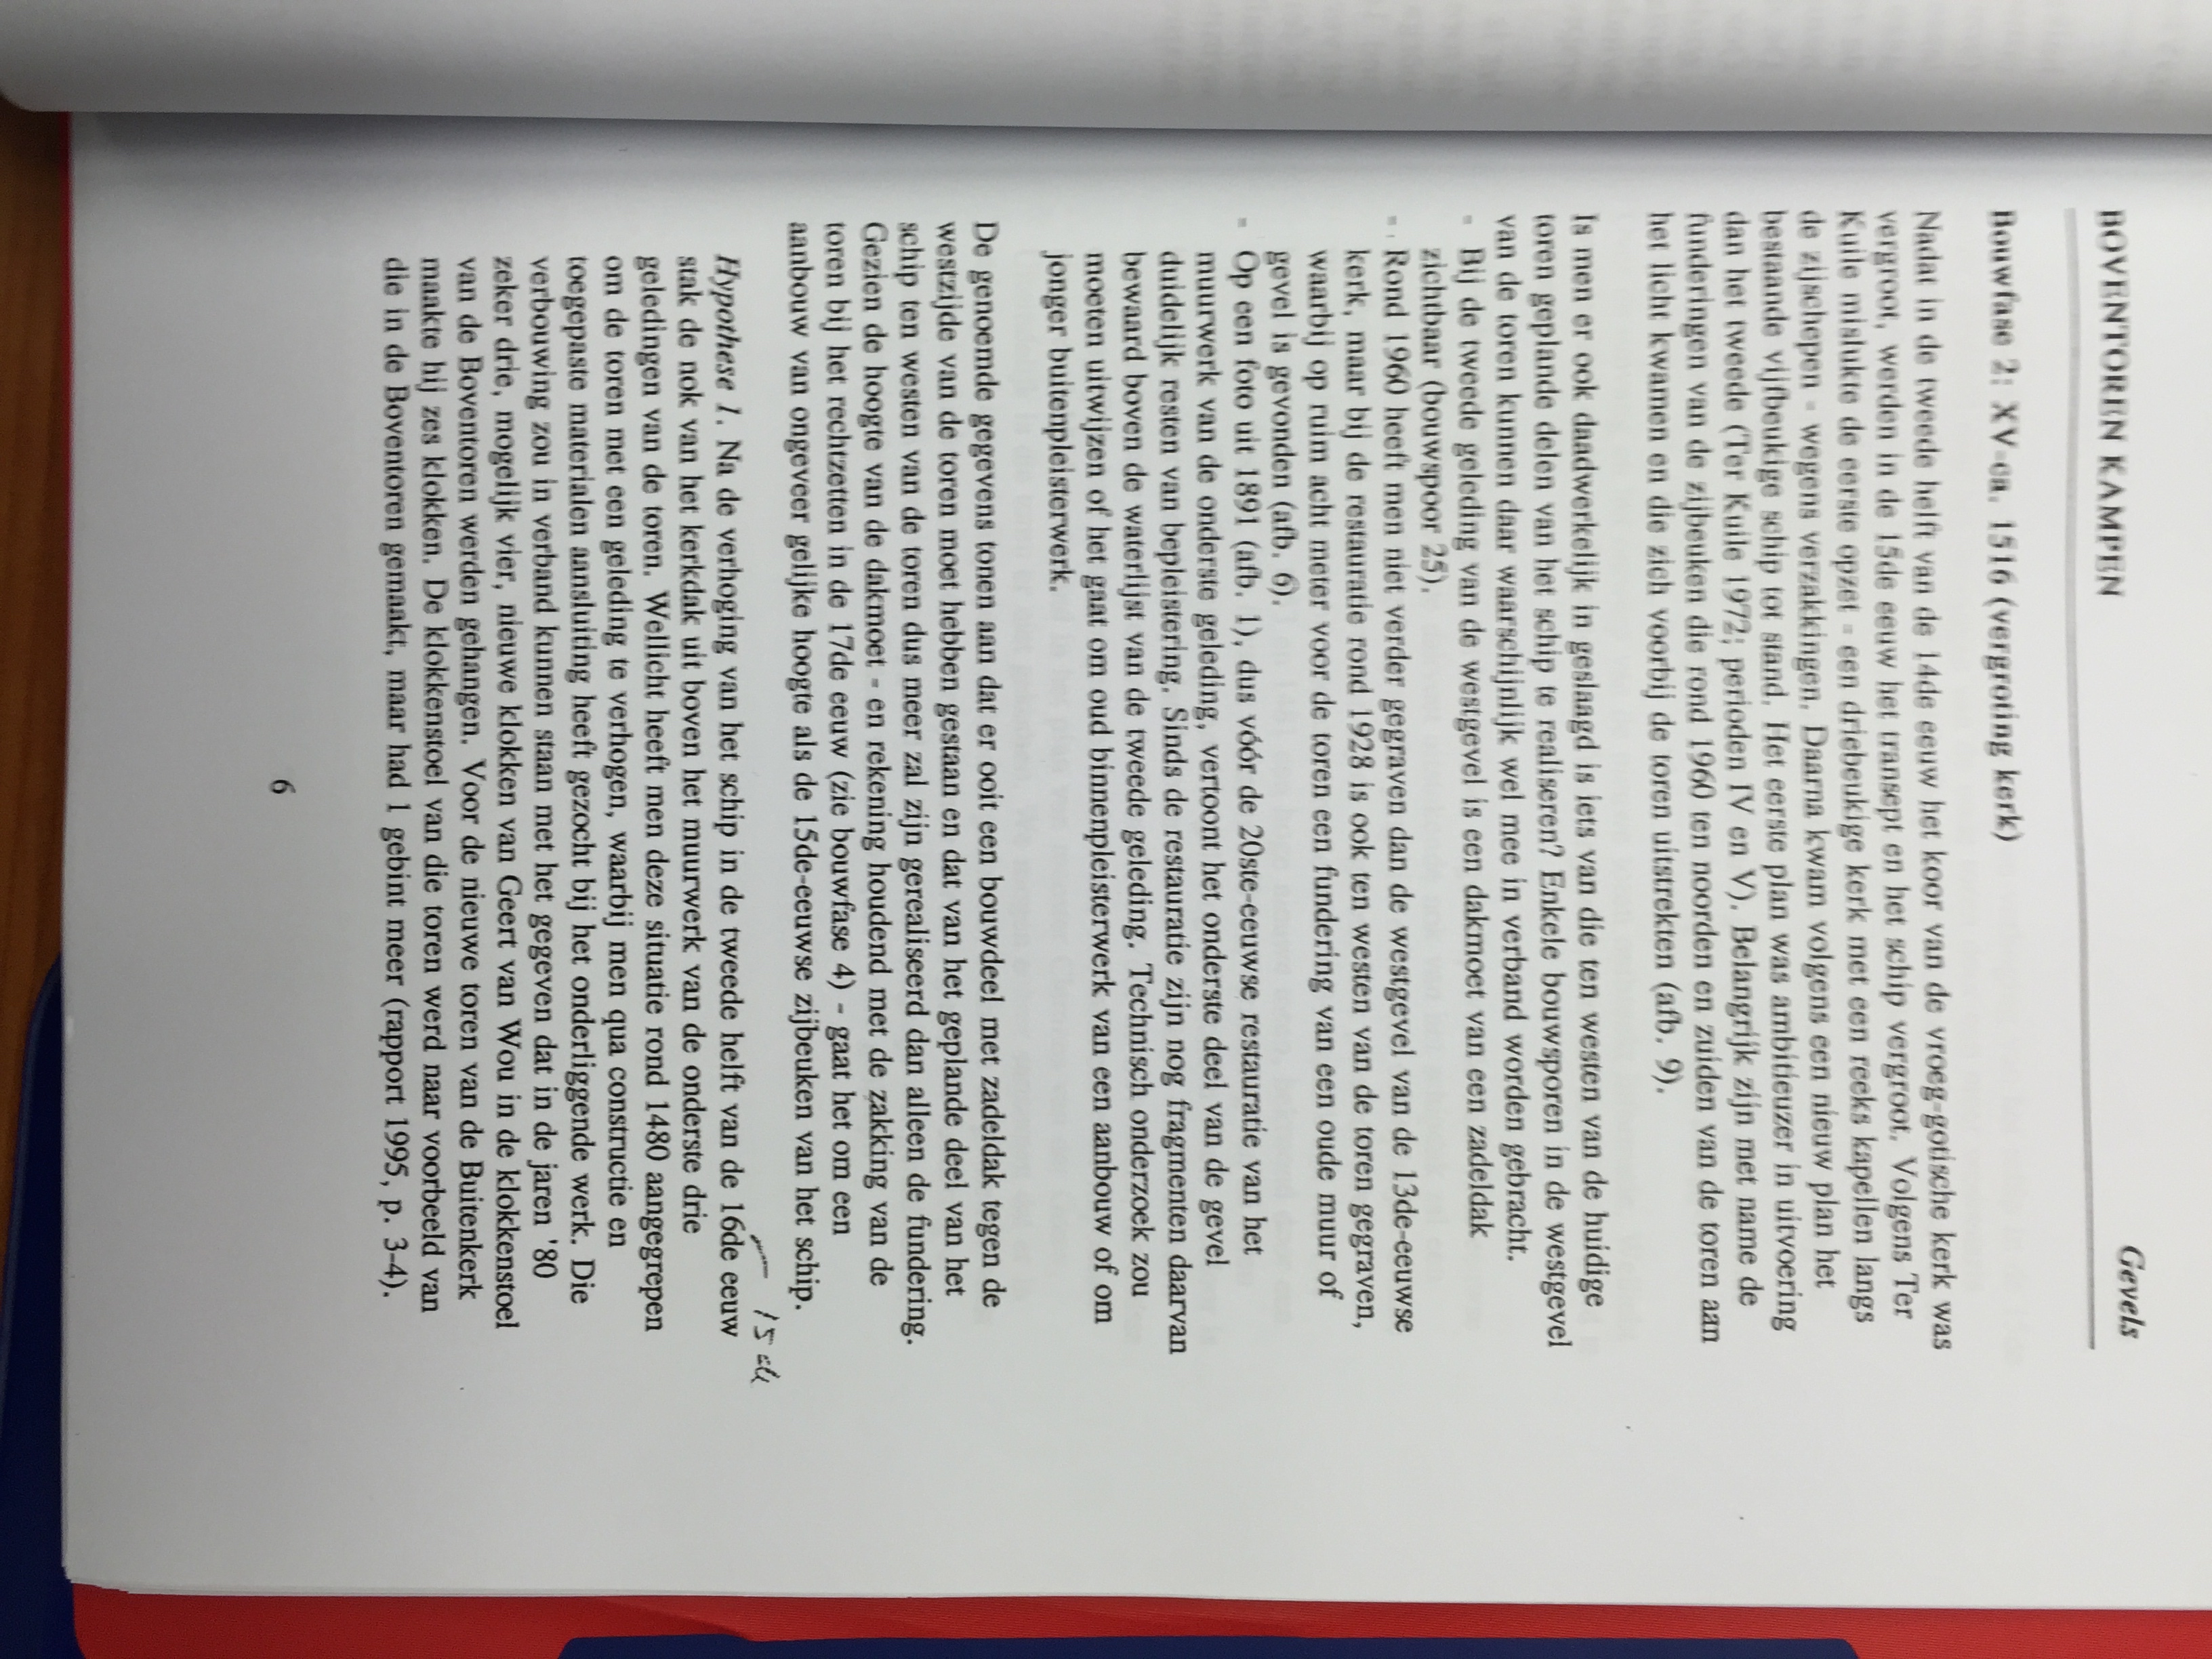 BOVENTOREN KAMPEN
Gevels
Bouwfase 2: XV-ca. 1516 (vergroting kerk)
Nadat in de tweede helft van de 14de eeuw het koor van de vroeg-gotische kerk was
vergroot, werden in de 15de eeuw het transept en het schip vergroot. Volgens Ter
Kuile mislukte de eerste opzet - een driebeukige kerk met een reeks kapellen langs
de zijschepen - wegens verzakkingen. Daarna kwam volgens een nieuw plan het
bestaande vijfbeukige schip tot stand. Het eerste plan was ambitieuzer in uitvoering
dan het tweede (Ter Kuile 1972; perioden IV en V). Belangrijk zijn met name de
funderingen van de zijbeuken die rond 1960 ten noorden en zuiden van de toren aan
het licht kwamen en die zich voorbij de toren uitstrekten (afb. 9).
Is men er ook daadwerkelijk in geslaagd is iets van die ten westen van de huidige
toren geplande delen van het schip te realiseren? Enkele bouwsporen in de westgevel
van de toren kunnen daar waarschijnlijk wel mee in verband worden gebracht.
- Bij de tweede geleding van de westgevel is een dakmoet van een zadeldak
zichtbaar (bouwspoor 25).
- Rond 1960 heeft men niet verder gegraven dan de westgevel van de 13de-eeuwse
kerk, maar bij de restauratie rond 1928 is ook ten westen van de toren gegraven,
waarbij op ruim acht meter voor de toren een fundering van een oude muur of
gevel is gevonden (afb. 6).
- Op een foto uit 1891 (afb. 1), dus vóór de 20ste-eeuwse restauratie van het
muurwerk van de onderste geleding, vertoont het onderste deel van de gevel
duidelijk resten van bepleistering. Sinds de restauratie zijn nog fragmenten daarvan
bewaard boven de waterlijst van de tweede geleding. Technisch onderzoek zou
moeten uitwijzen of het gaat om oud binnenpleisterwerk van een aanbouw of om
jonger buitenpleisterwerk.
De genoemde gegevens tonen aan dat er ooit een bouwdeel met zadeldak tegen de
westzijde van de toren moet hebben gestaan en dat van het geplande deel van het
schip ten westen van de toren dus meer zal zijn gerealiseerd dan alleen de fundering.
Gezien de hoogte van de dakmoet - en rekening houdend met de zakking van de
toren bij het rechtzetten in de 17de eeuw (zie bouwfase 4) - gaat het om een
aanbouw van ongeveer gelijke hoogte als de 15de-eeuwse zijbeuken van het schip.
15de
Hypothese 1. Na de verhoging van het schip in de tweede helft van de 16de eeuw
stak de nok van het kerkdak uit boven het muurwerk van de onderste drie
geledingen van de toren. Wellicht heeft men deze situatie rond 1480 aangegrepen
om de toren met een geleding te verhogen, waarbij men qua constructie en
toegepaste materialen aansluiting heeft gezocht bij het onderliggende werk. Die
verbouwing zou in verband kunnen staan met het gegeven dat in de jaren '80
zeker drie, mogelijk vier, nieuwe klokken van Geert van Wou in de klokkenstoel
van de Boventoren werden gehangen. Voor de nieuwe toren van de Buitenkerk
maakte hij zes klokken. De klokkenstoel van die toren werd naar voorbeeld van
die in de Boventoren gemaakt, maar had 1 gebint meer (rapport 1995, p. 3-4).
6